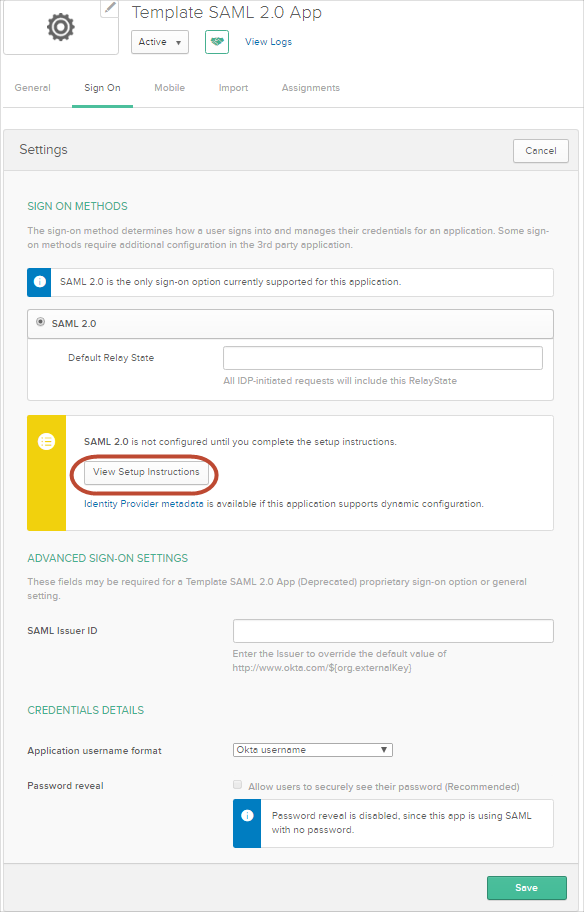 Template SAML 2.0 App
Active ▼
View Logs
General Sign On Mobile Import Assignments
Settings
Cancel
SIGN ON METHODS
The sign-on method determines how a user signs into and manages their credentials for an application. Some sign-
on methods require additional configuration in the 3rd party application.
SAML 2.0 is the only sign-on option currently supported for this application.
SAML 2.0
Default Relay State
All IDP-initiated requests will include this RelayState
SAML 2.0 is not configured until you complete the setup instructions.
View Setup Instructions
Identity Provider metadata is available if this application supports dynamic configuration.
ADVANCED SIGN-ON SETTINGS
These fields may be required for a Template SAML 2.0 App (Deprecated) proprietary sign-on option or general
setting.
SAML Issuer ID
Enter the Issuer to override the default value of
http://www.okta.com/${org.externalKey}
CREDENTIALS DETAILS
Application username format
Okta username ▼
Password reveal
Allow users to securely see their password (Recommended)
Password reveal is disabled, since this app is using SAML
with no password.
Save